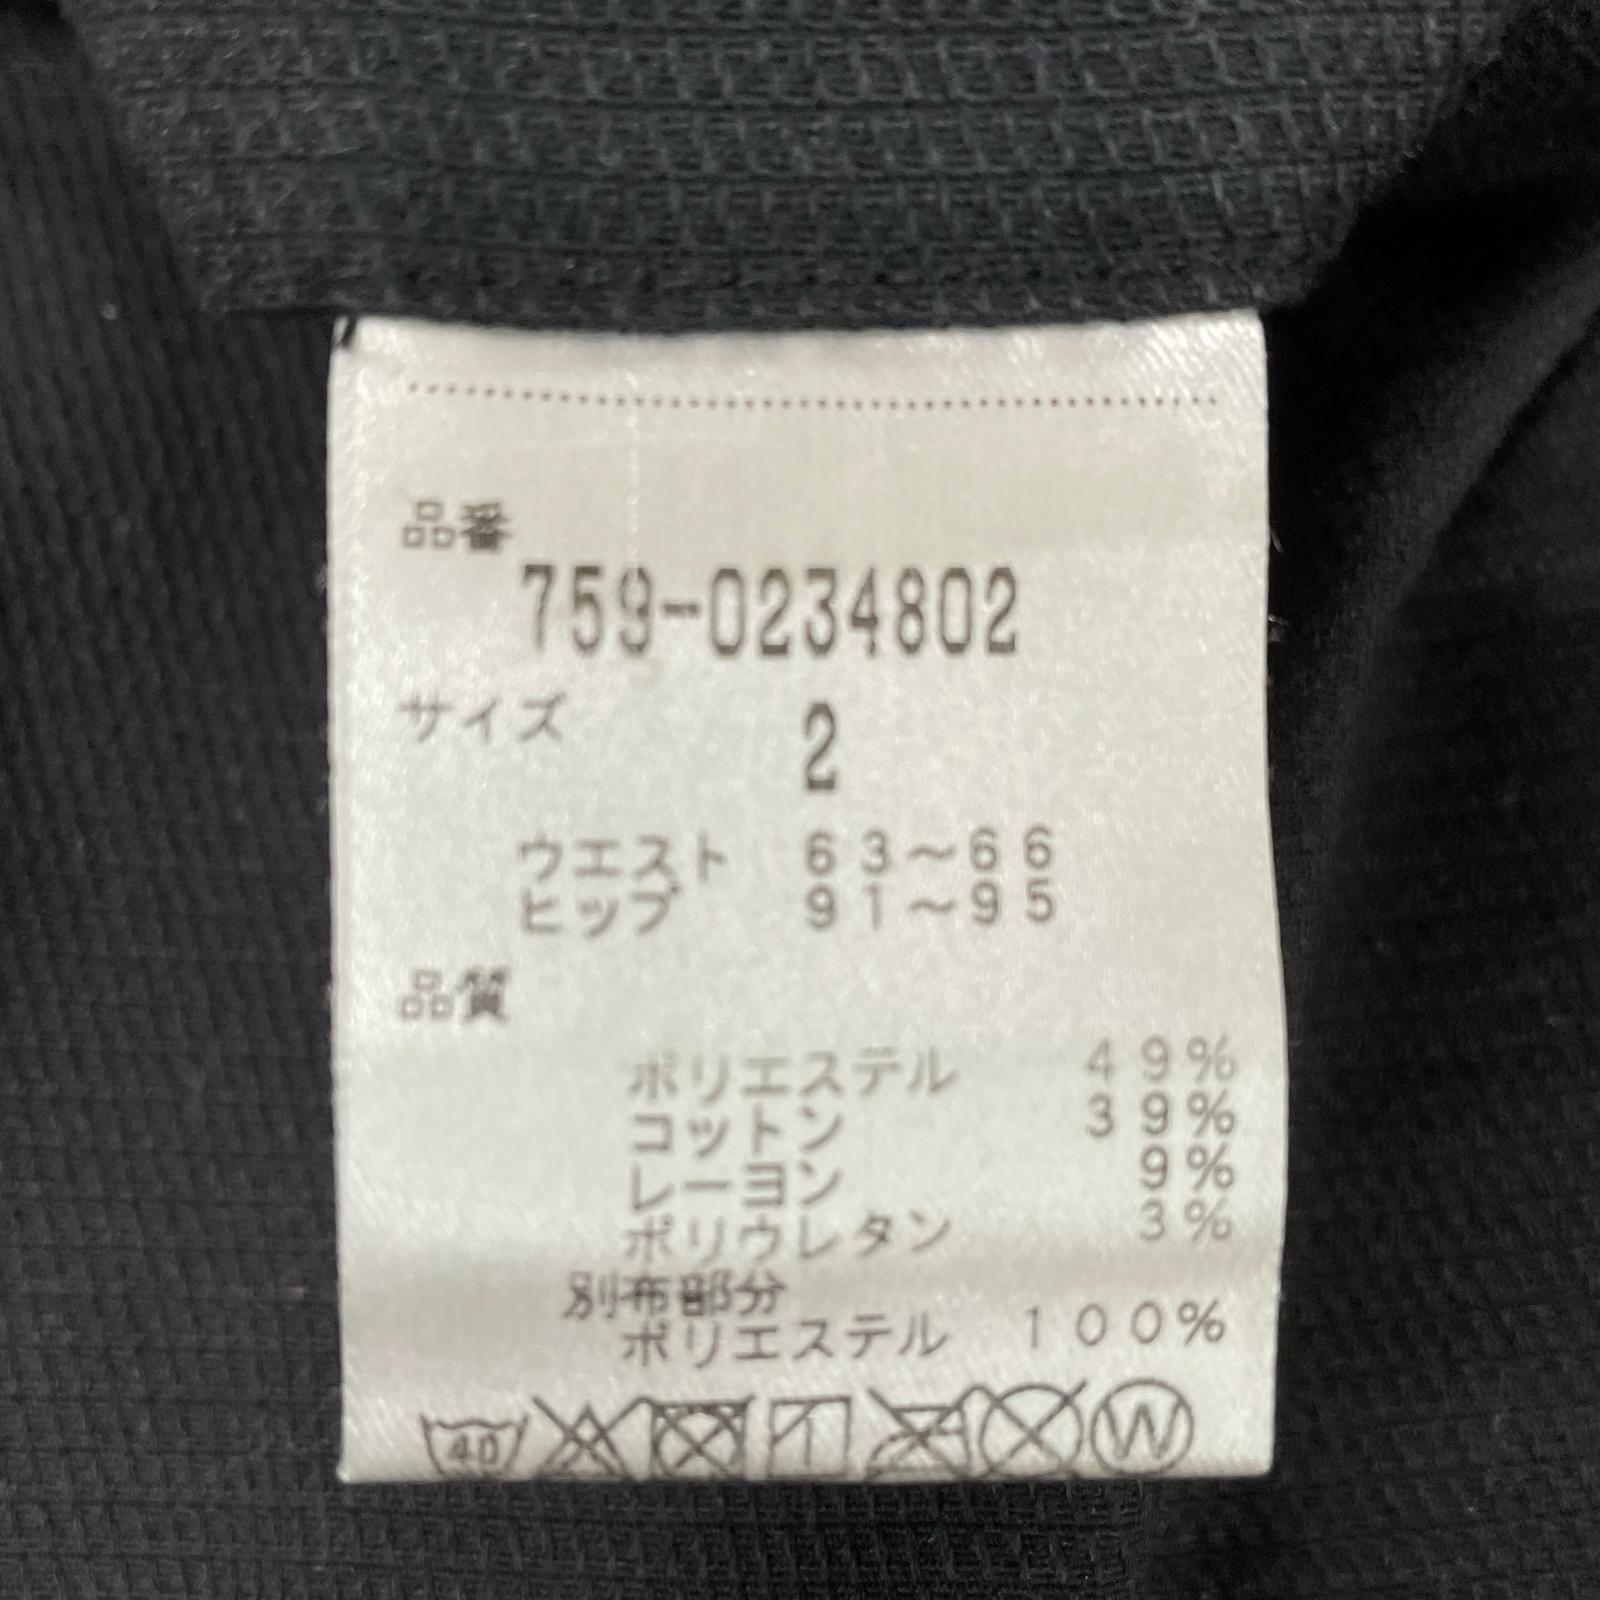 品番
759-0234802
サイズ 2
ウエスト 63～66
ヒップ 91～95
品質
ポリエステル 49%
コットン 39%
レーヨン 9%
ポリウレタン 3%
別布部分
ポリエステル 100%
40 W